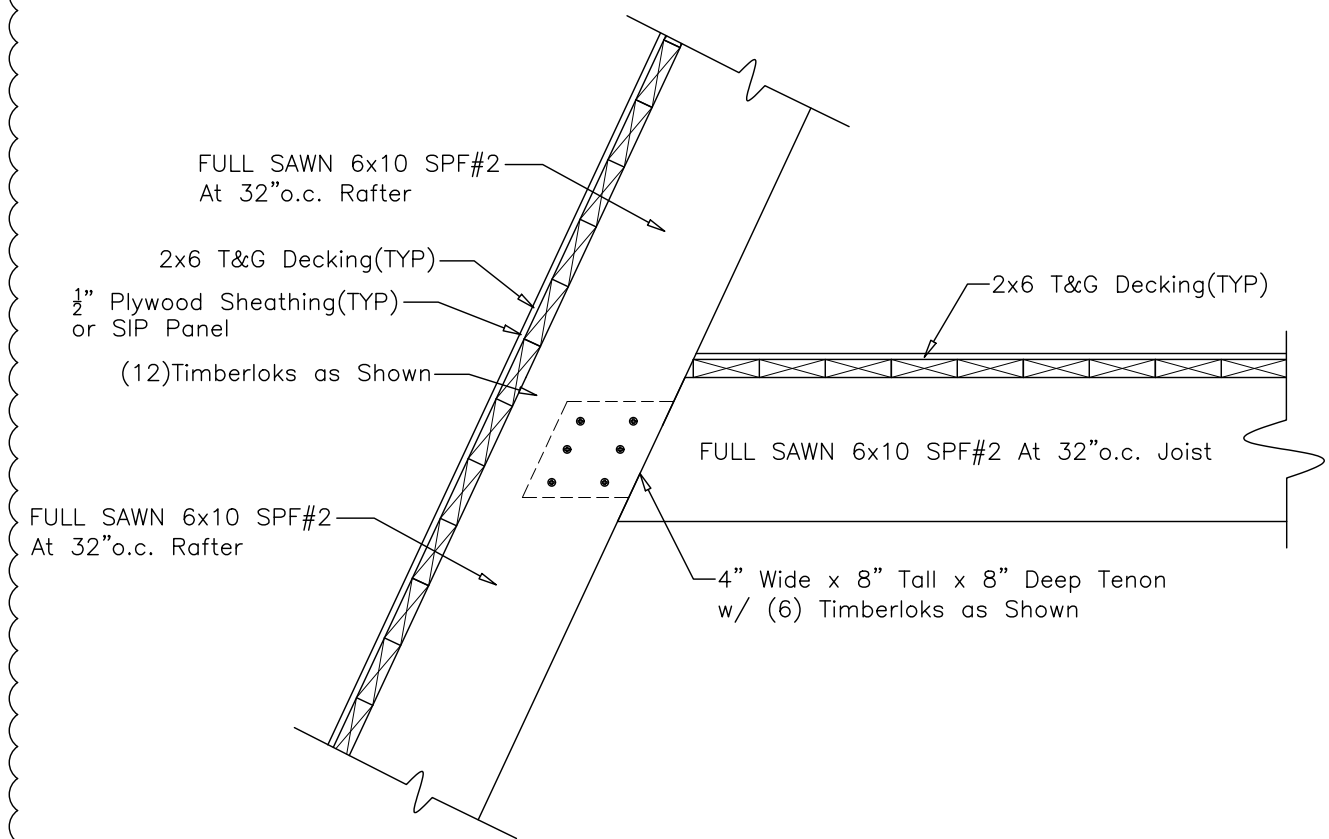 FULL SAWN 6x10 SPF#2
At 32"o.c. Rafter
2x6 T&G Decking(TYP)
½" Plywood Sheathing(TYP)
or SIP Panel
(12)Timberloks as Shown
FULL SAWN 6x10 SPF#2
At 32"o.c. Rafter
2x6 T&G Decking(TYP)
FULL SAWN 6x10 SPF#2 At 32"o.c. Joist
4" Wide x 8" Tall x 8" Deep Tenon
w/ (6) Timberloks as Shown